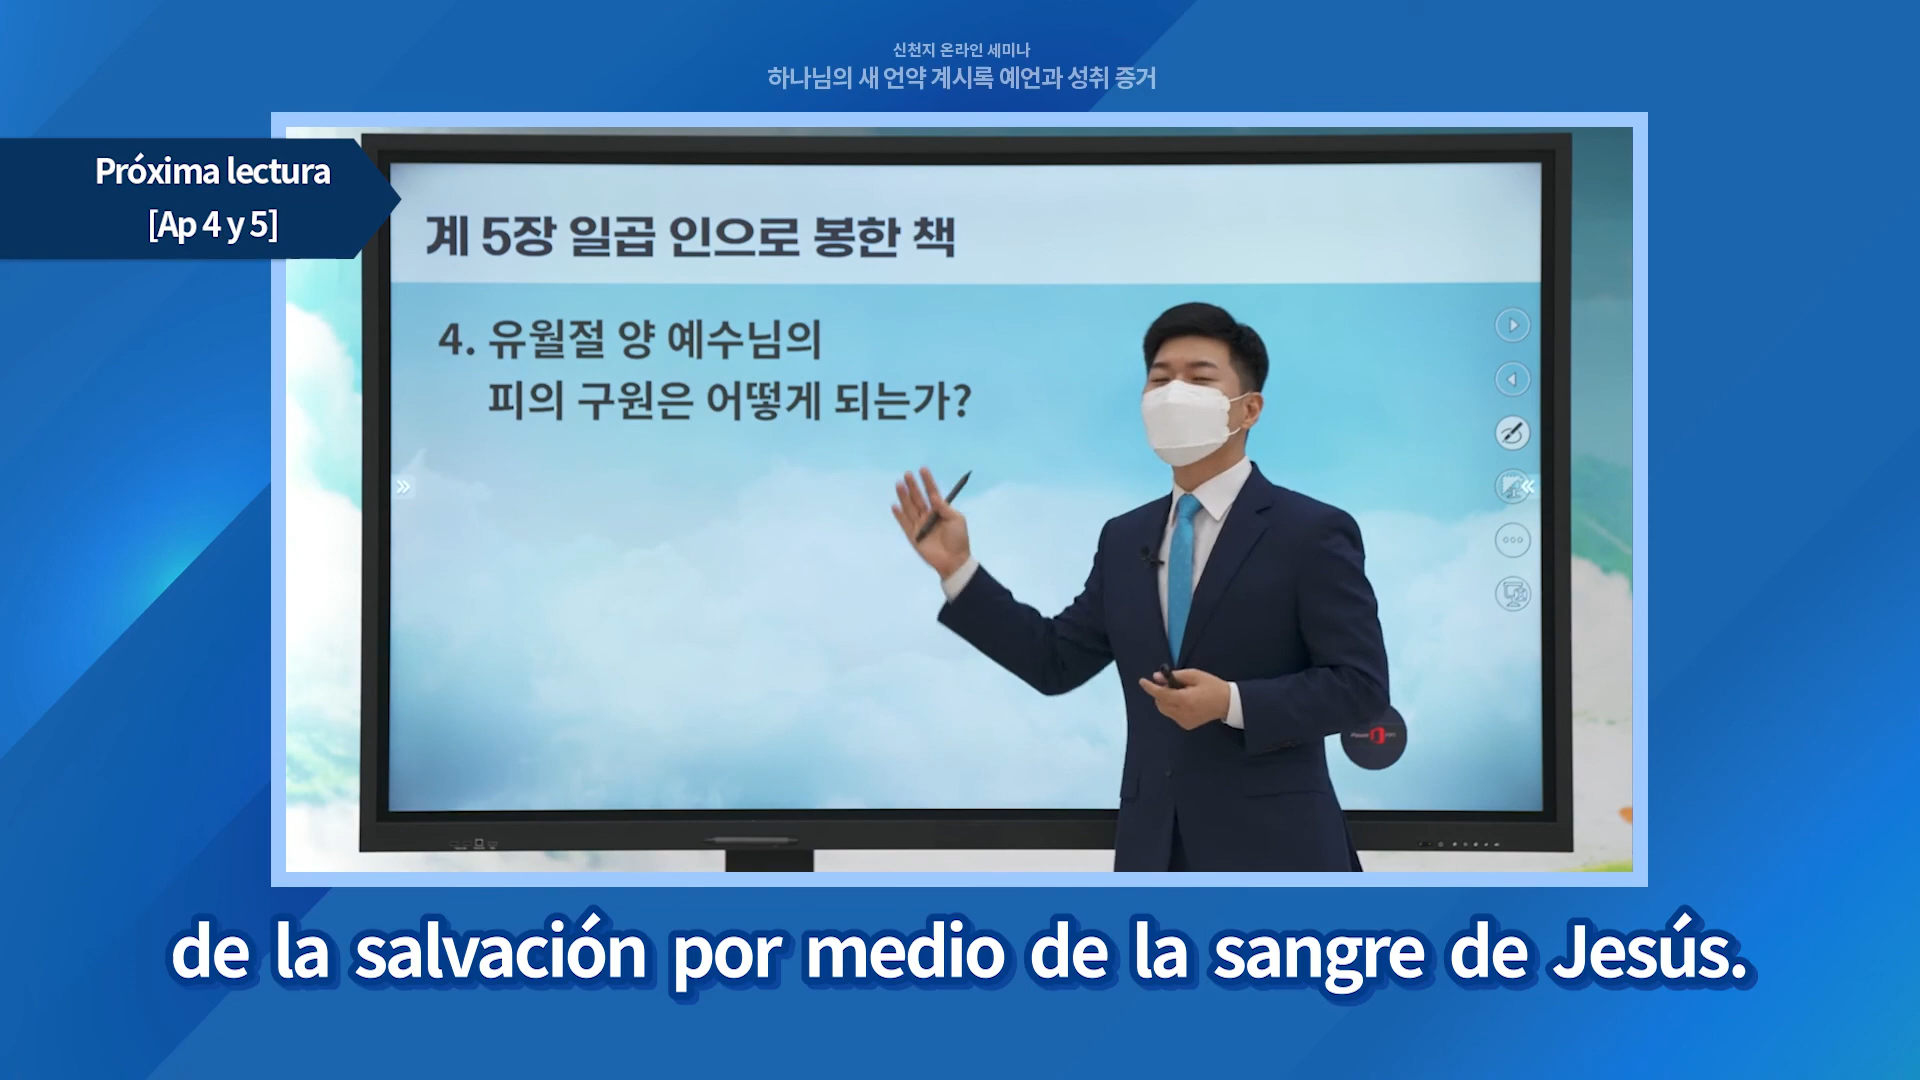 신천지 온라인 세미나
하나님의 새 언약 계시록 예언과 성취 증거
Próxima lectura
[Ap 4 y 5]
계 5장 일곱 인으로 봉한 책
4. 유월절 양 예수님의
피의 구원은 어떻게 되는가?
de la salvación por medio de la sangre de Jesús.